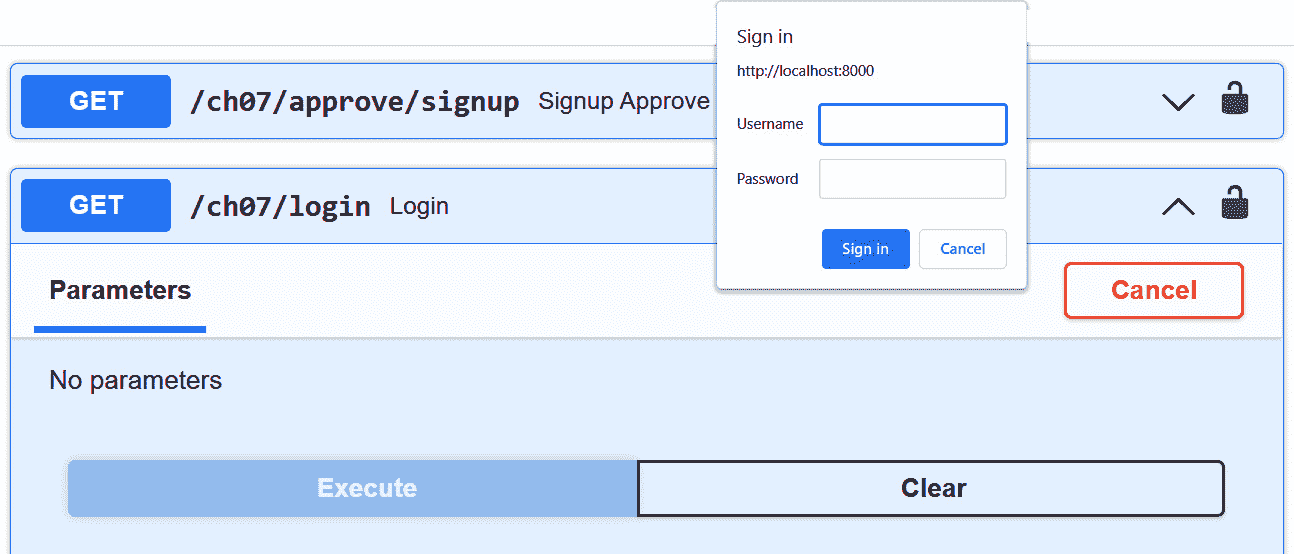 Sign in
http://localhost:8000
Username
Password
Sign in Cancel
GET /ch07/approve/signup Signup Approve
GET /ch07/login Login
Parameters
Cancel
No parameters
Execute Clear